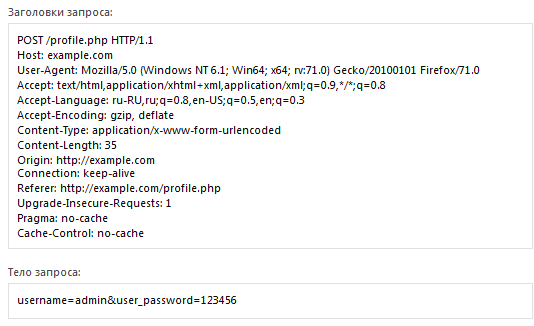 Заголовки запроса:
POST /profile.php HTTP/1.1
Host: example.com
User-Agent: Mozilla/5.0 (Windows NT 6.1; Win64; x64; rv:71.0) Gecko/20100101 Firefox/71.0
Accept: text/html,application/xhtml+xml,application/xml;q=0.9,*/*;q=0.8
Accept-Language: ru-RU,ru;q=0.8,en-US;q=0.5,en;q=0.3
Accept-Encoding: gzip, deflate
Content-Type: application/x-www-form-urlencoded
Content-Length: 35
Origin: http://example.com
Connection: keep-alive
Referer: http://example.com/profile.php
Upgrade-Insecure-Requests: 1
Pragma: no-cache
Cache-Control: no-cache
Тело запроса:
username=admin&user_password=123456